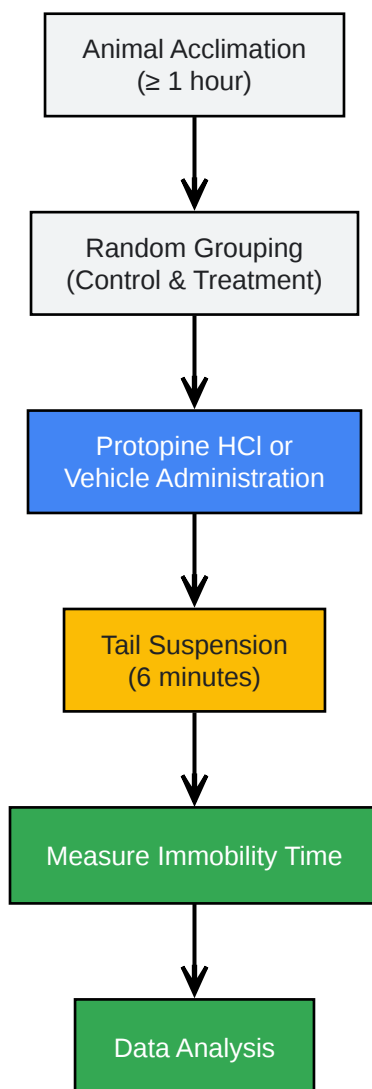 Animal Acclimation
(≥ 1 hour)
Random Grouping
(Control & Treatment)
Protopine HCl or
Vehicle Administration
Tail Suspension
(6 minutes)
Measure Immobility Time
Data Analysis